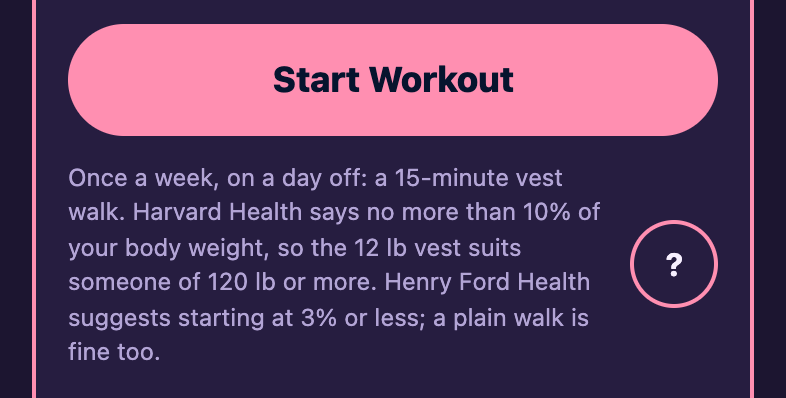 Start Workout
Once a week, on a day off: a 15-minute vest
walk. Harvard Health says no more than 10% of
your body weight, so the 12 lb vest suits
someone of 120 lb or more. Henry Ford Health
suggests starting at 3% or less; a plain walk is
fine too.
?